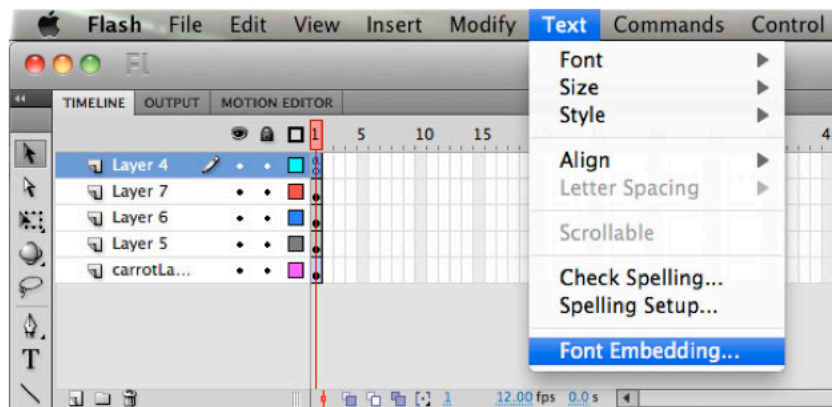 Flash File Edit View Insert Modify Text Commands Control
Fl
TIMELINE OUTPUT MOTION EDITOR
1 5 10 15 4
Layer 4
Layer 7
Layer 6
Layer 5
carrotLa...
Font
Size
Style
Align
Letter Spacing
Scrollable
Check Spelling...
Spelling Setup...
Font Embedding...
T
1 12.00 fps 0.0 s